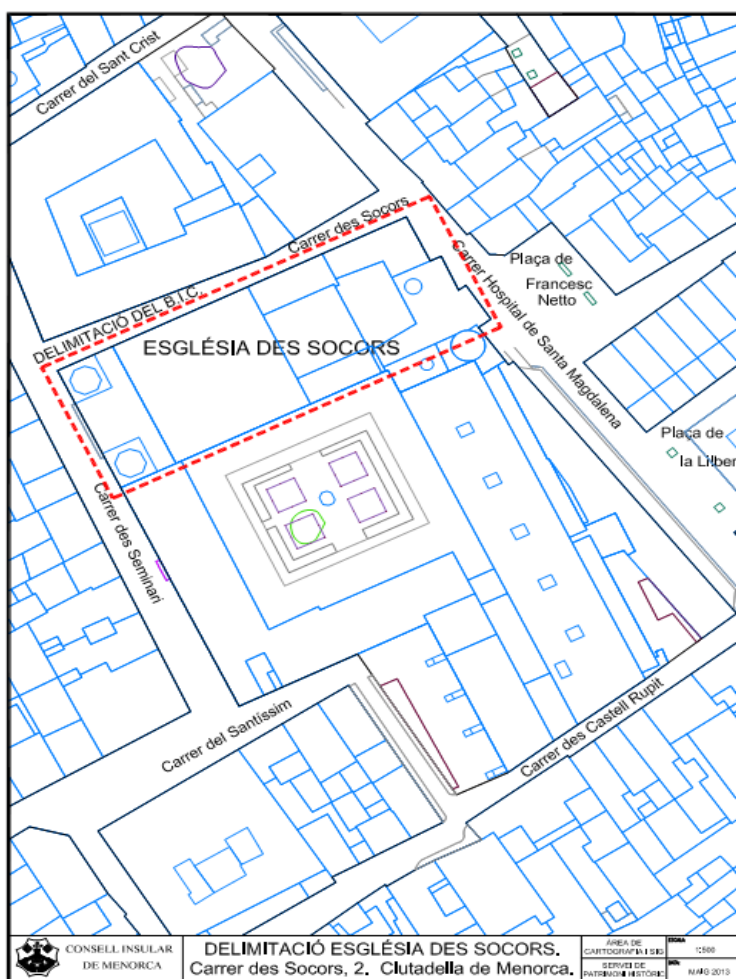 Carrer del Sant Crist
Carrer des Socors
DELIMITACIÓ DEL B.I.C.
ESGLÉSIA DES SOCORS
Carrer Hospital de Santa Magdalena
Plaça de
Francesc
Netto
Plaça de
la Lliber
Carrer des Seminari
Carrer del Santíssim
Carrer des Castell Rupit
CONSELL INSULAR
DE MENORCA
DELIMITACIÓ ESGLÉSIA DES SOCORS.
Carrer des Socors, 2. Ciutadella de Menorca.
ÀREA DE
CARTOGRAFIA I SIG
SERVEI DE
PATRIMONI HISTÒRIC
1:500
MAIG 2013